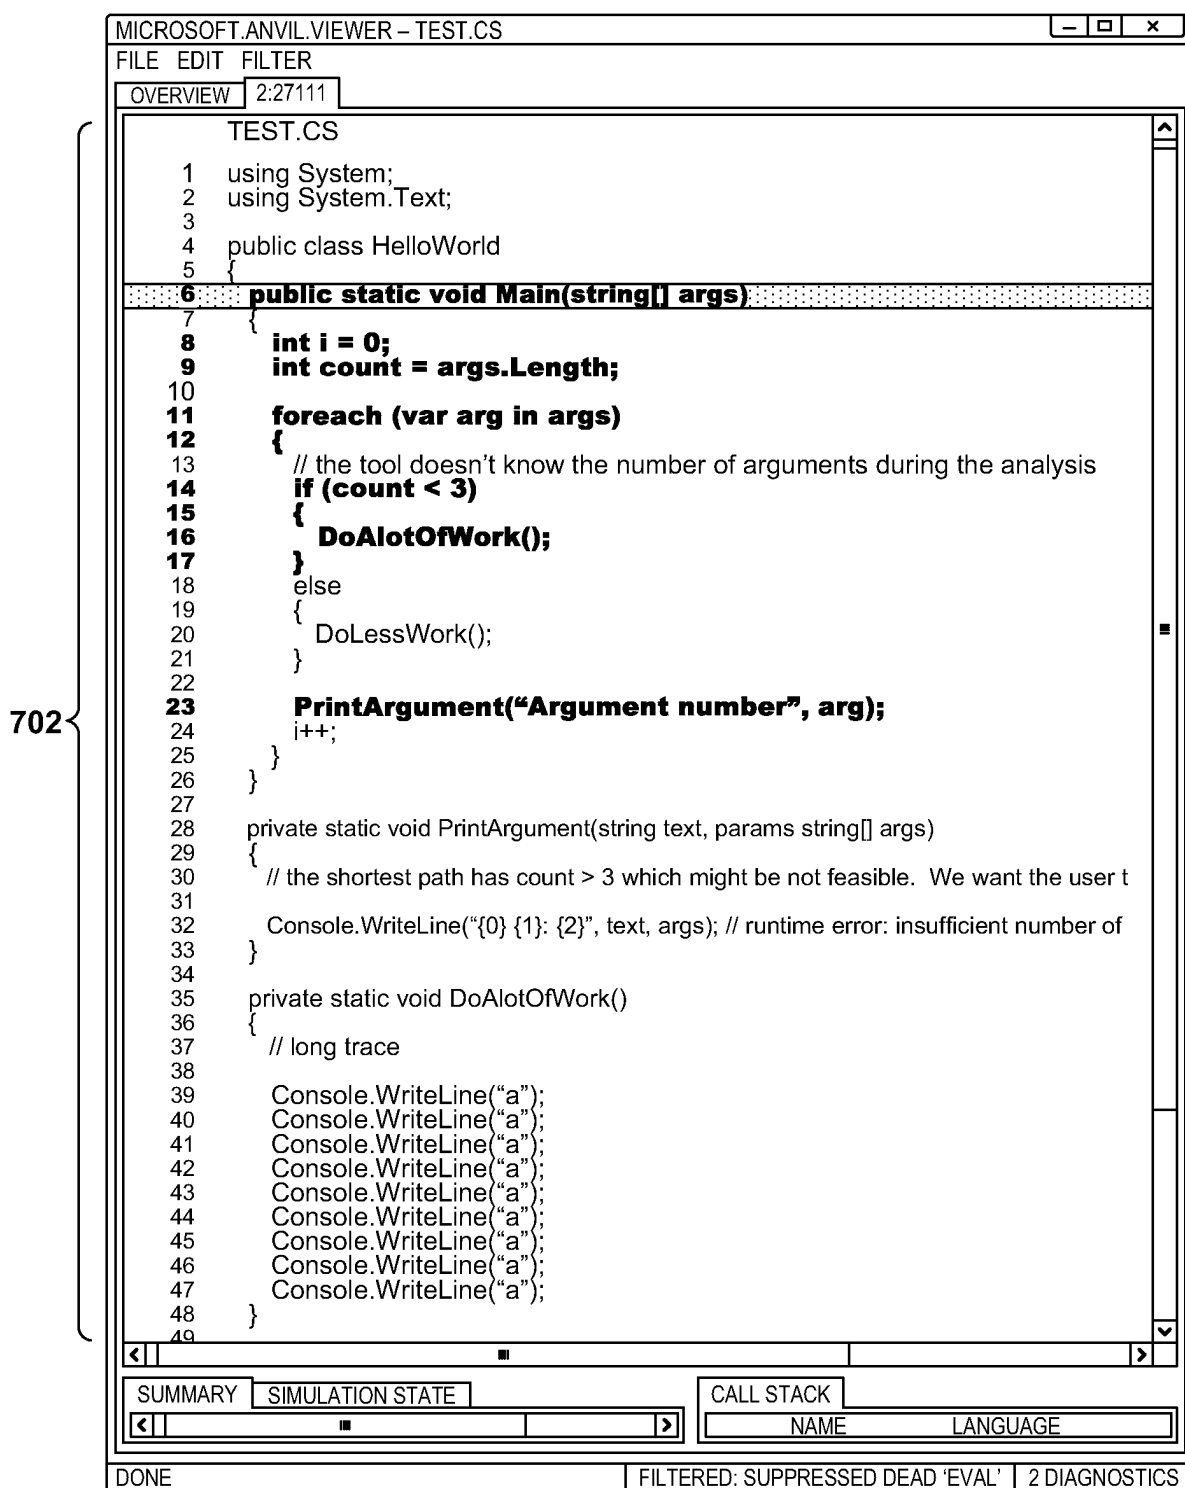 MICROSOFT.ANVIL.VIEWER – TEST.CS
FILE EDIT FILTER
OVERVIEW 2:27111
702
TEST.CS
1 using System;
2 using System.Text;
3
4 public class HelloWorld
5 {
6 public static void Main(string[] args)
7 {
8 int i = 0;
9 int count = args.Length;
10
11 foreach (var arg in args)
12 {
13 // the tool doesn't know the number of arguments during the analysis
14 if (count < 3)
15 {
16 DoAlotOfWork();
17 }
18 else
19 {
20 DoLessWork();
21 }
22
23 PrintArgument(“Argument number”, arg);
24 i++;
25 }
26 }
27
28 private static void PrintArgument(string text, params string[] args)
29 {
30 // the shortest path has count > 3 which might be not feasible. We want the user t
31
32 Console.WriteLine(“{0} {1}: {2}”, text, args); // runtime error: insufficient number of
33 }
34
35 private static void DoAlotOfWork()
36 {
37 // long trace
38
39 Console.WriteLine(“a”);
40 Console.WriteLine(“a”);
41 Console.WriteLine(“a”);
42 Console.WriteLine(“a”);
43 Console.WriteLine(“a”);
44 Console.WriteLine(“a”);
45 Console.WriteLine(“a”);
46 Console.WriteLine(“a”);
47 Console.WriteLine(“a”);
48 }
49
SUMMARY SIMULATION STATE CALL STACK
NAME LANGUAGE
DONE FILTERED: SUPPRESSED DEAD ‘EVAL’ 2 DIAGNOSTICS